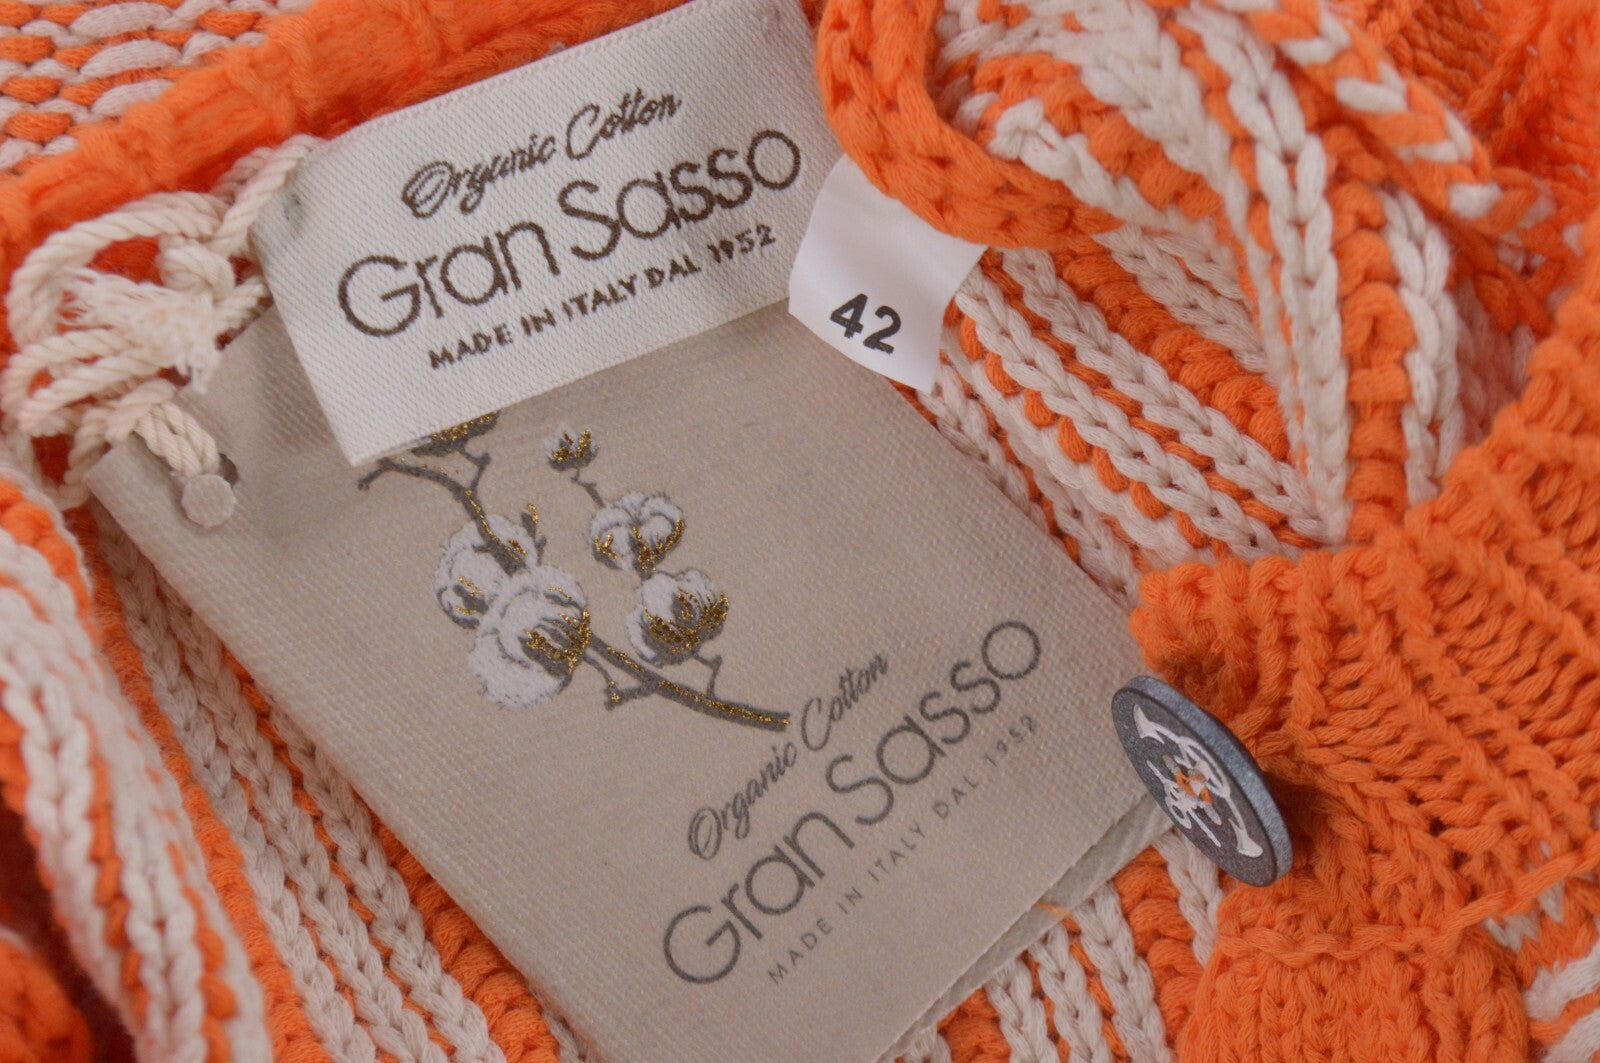 Organic Cotton
Gran Sasso
MADE IN ITALY DAL 1952
42
Organic Cotton
Gran Sasso
MADE IN ITALY DAL 1952